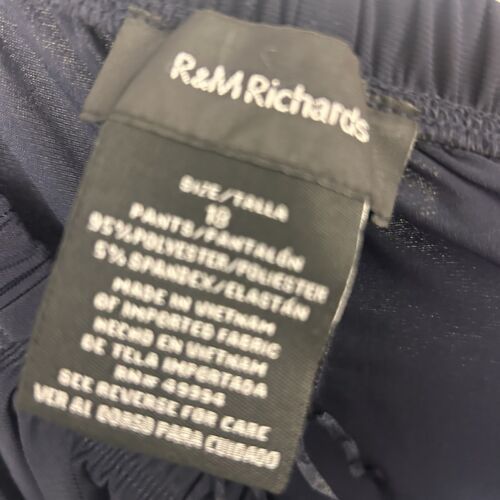 R&M Richards
SIZE/TALLA
18
PANTS/PANTALÓN
95%POLYESTER/POLIESTER
5% SPANDEX/ELASTÁN
MADE IN VIETNAM
OF IMPORTED FABRIC
HECHO EN VIETNAM
DE TELA IMPORTADA
RN# 49394
SEE REVERSE FOR CARE
VER AL DORSO PARA CUIDADO